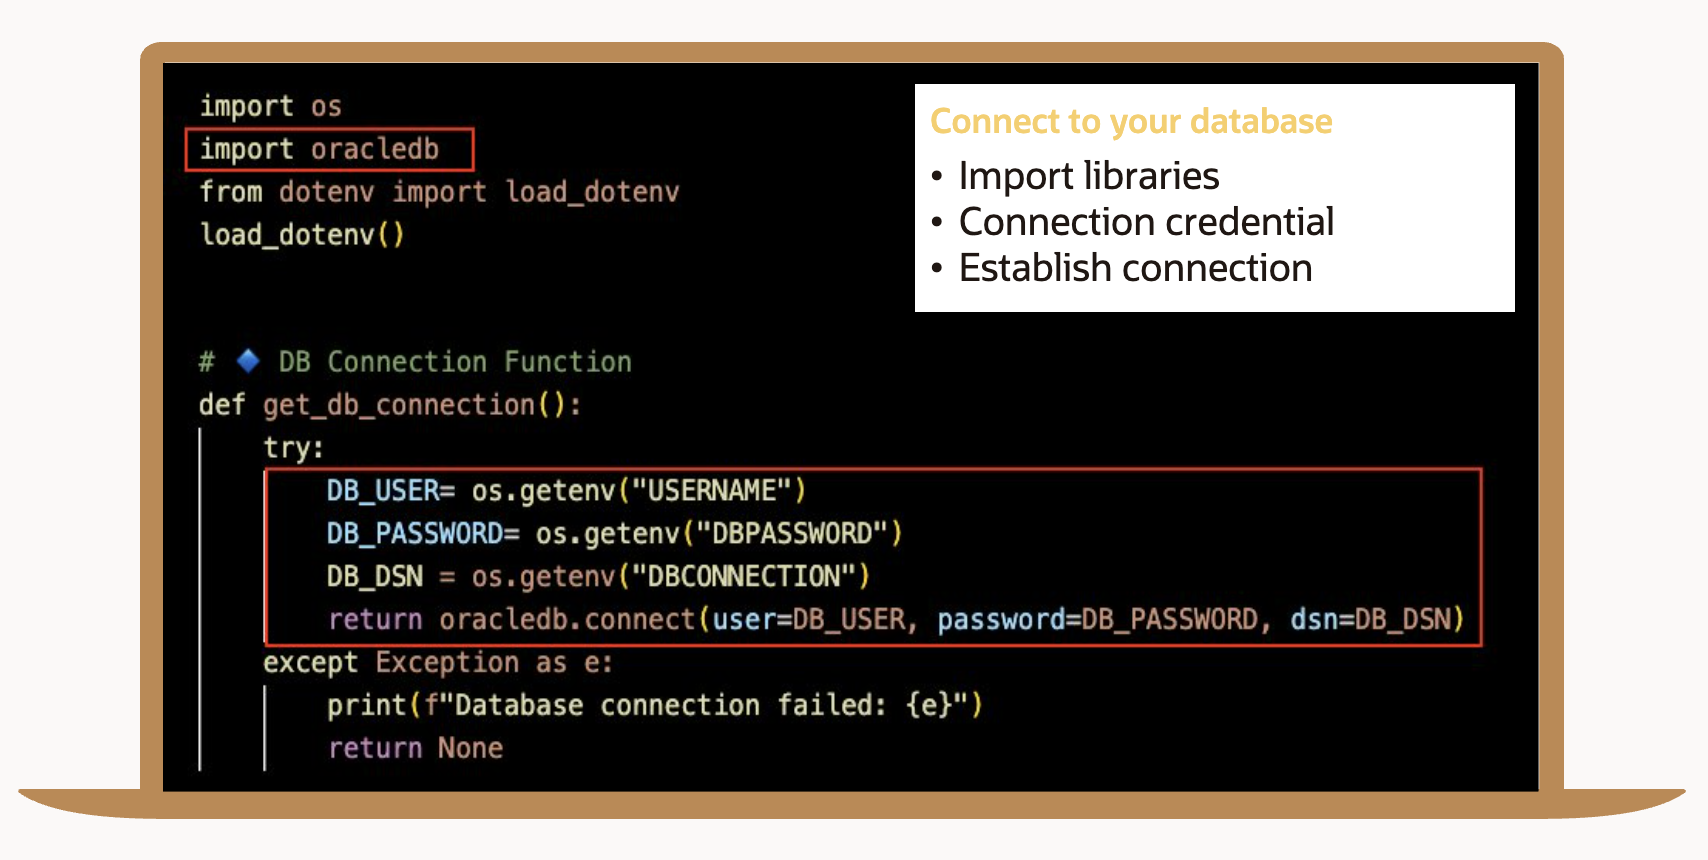 import os
import oracledb
from dotenv import load_dotenv
load_dotenv()
Connect to your database
• Import libraries
• Connection credential
• Establish connection
# 🔷 DB Connection Function
def get_db_connection():
try:
DB_USER= os.getenv("USERNAME")
DB_PASSWORD= os.getenv("DBPASSWORD")
DB_DSN = os.getenv("DBCONNECTION")
return oracledb.connect(user=DB_USER, password=DB_PASSWORD, dsn=DB_DSN)
except Exception as e:
print(f"Database connection failed: {e}")
return None